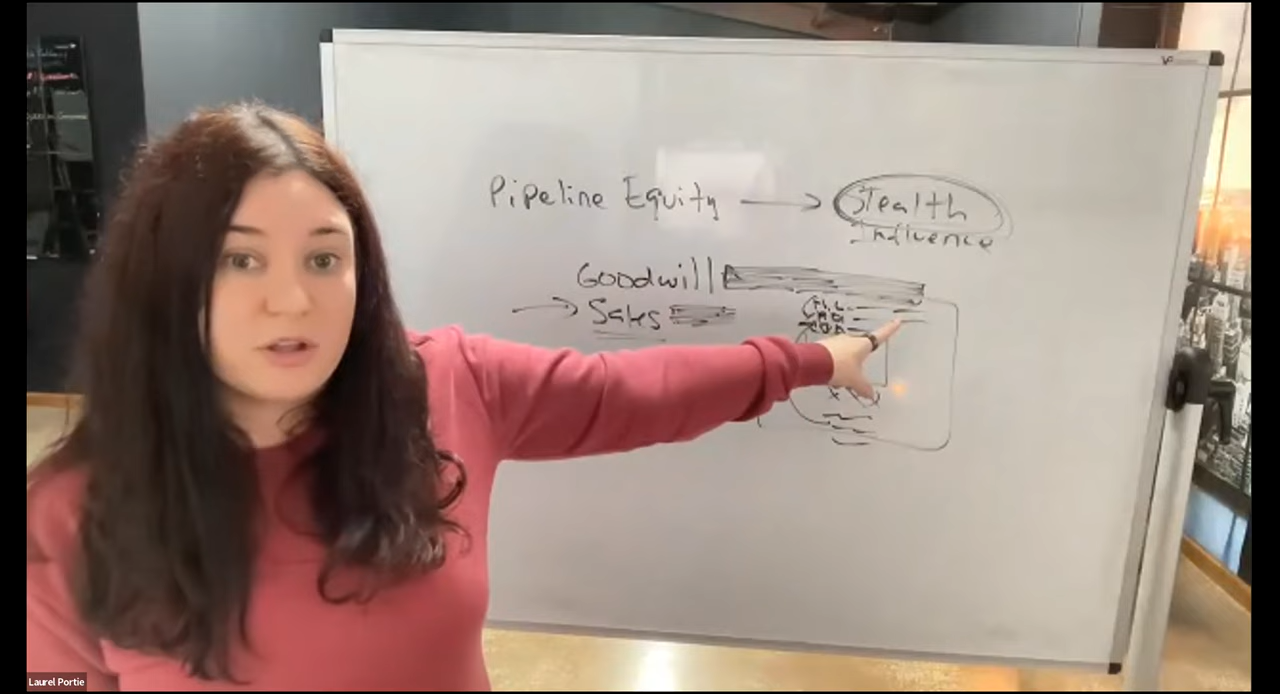 Pipeline Equity → Stealth
Influence
Goodwill
→ Sales
Laurel Portie